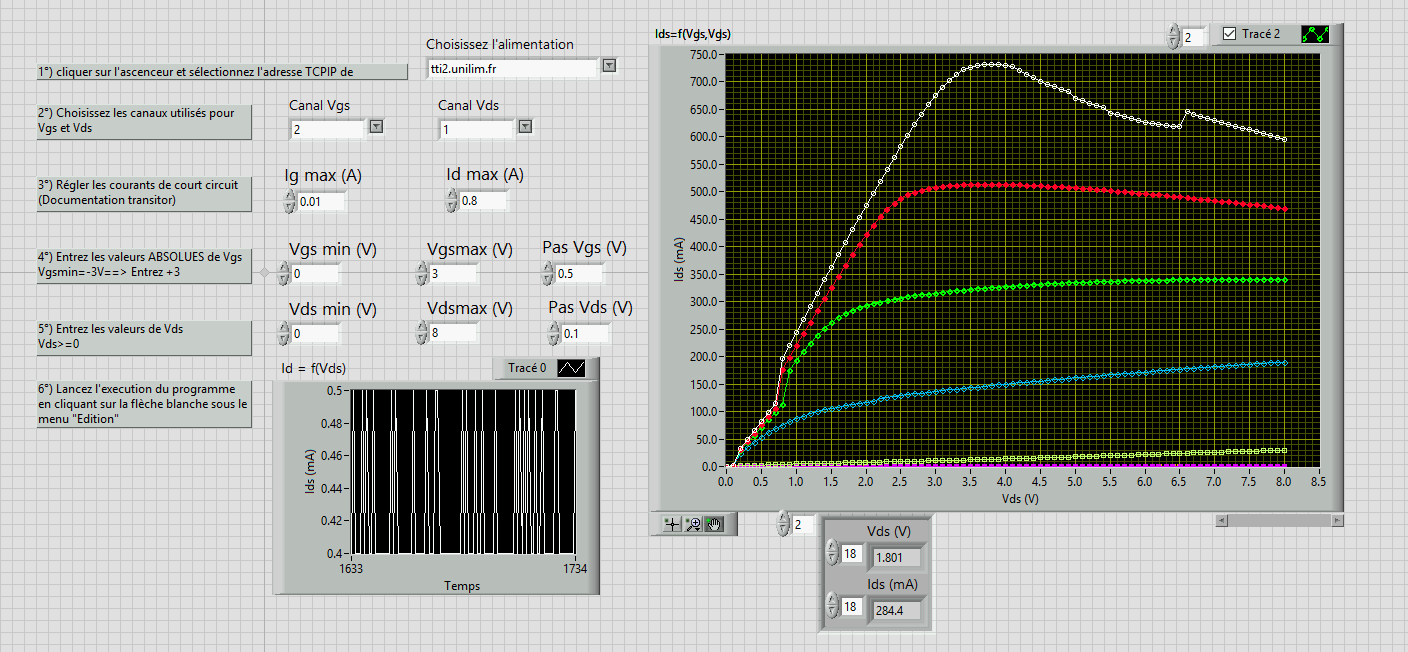 Choisissez l'alimentation
1°) cliquer sur l'ascenceur et sélectionnez l'adresse TCPIP de
tti2.unilim.fr
2°) Choisissez les canaux utilisés pour
Vgs et Vds
Canal Vgs
2
Canal Vds
1
3°) Régler les courants de court circuit
(Documentation transitor)
Ig max (A)
0.01
Id max (A)
0.8
4°) Entrez les valeurs ABSOLUES de Vgs
Vgsmin=-3V==> Entrez +3
Vgs min (V)
0
Vgsmax (V)
3
Pas Vgs (V)
0.5
5°) Entrez les valeurs de Vds
Vds>=0
Vds min (V)
0
Vdsmax (V)
8
Pas Vds (V)
0.1
6°) Lancez l'execution du programme
en cliquant sur la flèche blanche sous le
menu "Edition"
Id = f(Vds)
Tracé 0
Ids (mA)
0.5
0.48
0.46
0.44
0.42
0.4
1633
1734
Temps
Ids=f(Vgs,Vgs)
2
Tracé 2
Ids (mA)
750.0
700.0
650.0
600.0
550.0
500.0
450.0
400.0
350.0
300.0
250.0
200.0
150.0
100.0
50.0
0.0
0.0 0.5 1.0 1.5 2.0 2.5 3.0 3.5 4.0 4.5 5.0 5.5 6.0 6.5 7.0 7.5 8.0 8.5
Vds (V)
2
Vds (V)
18
1.801
Ids (mA)
18
284.4